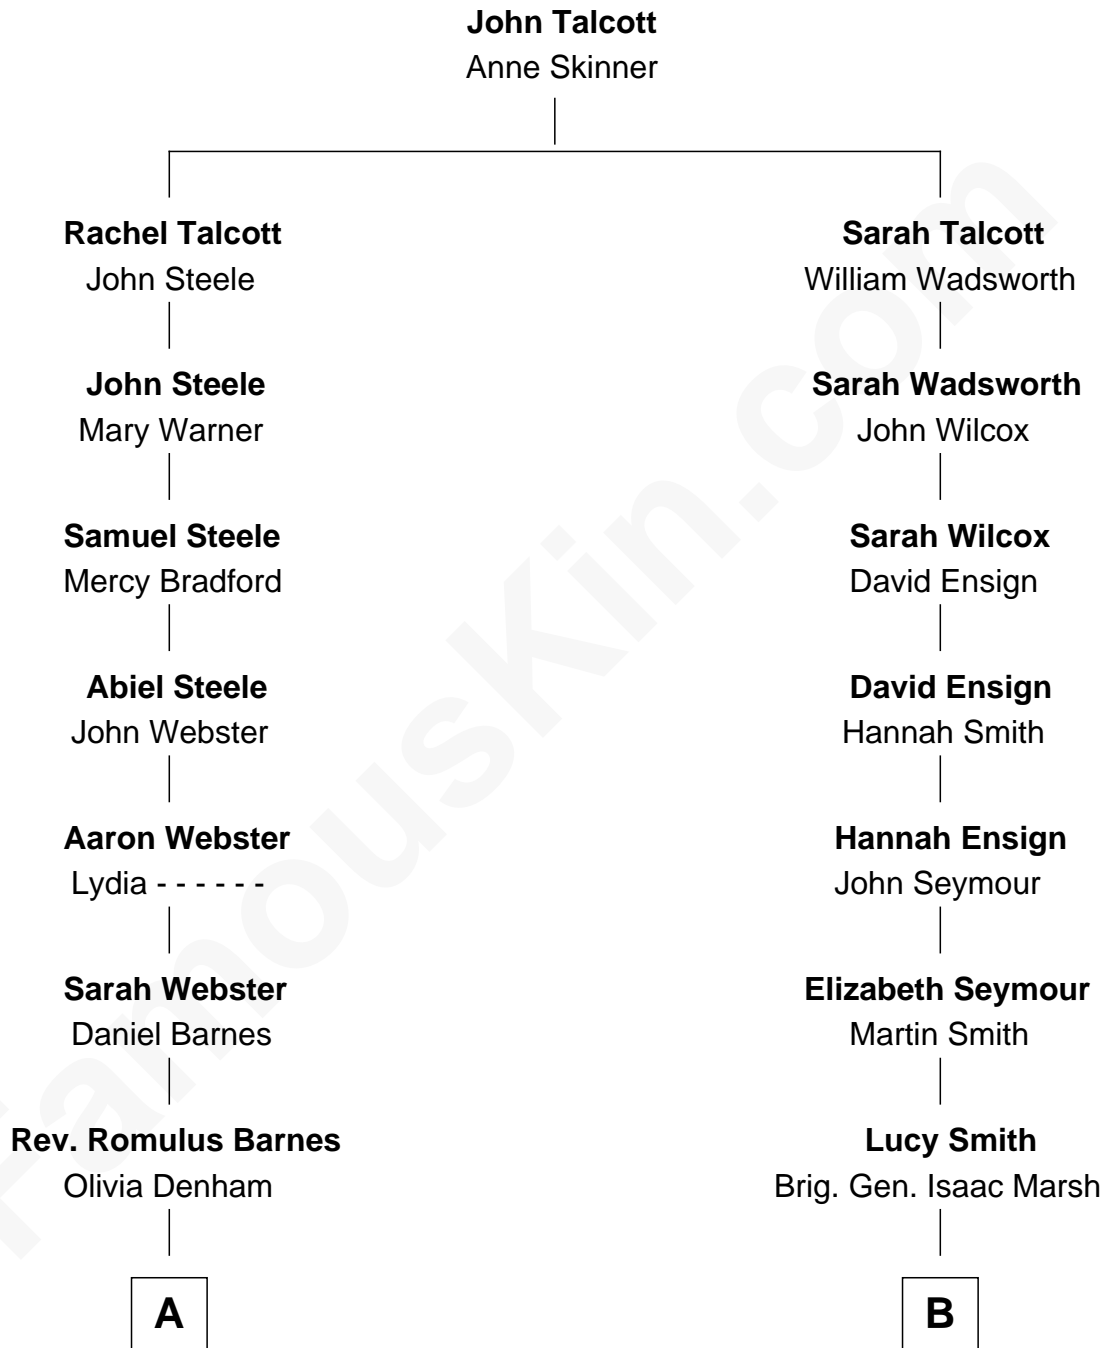 John Talcott
Anne Skinner
Rachel Talcott
John Steele
Sarah Talcott
William Wadsworth
John Steele
Mary Warner
Sarah Wadsworth
John Wilcox
Samuel Steele
Mercy Bradford
Sarah Wilcox
David Ensign
Abiel Steele
John Webster
David Ensign
Hannah Smith
Aaron Webster
Lydia - - - - - -
Hannah Ensign
John Seymour
Sarah Webster
Daniel Barnes
Elizabeth Seymour
Martin Smith
Rev. Romulus Barnes
Olivia Denham
Lucy Smith
Brig. Gen. Isaac Marsh
A
B
FamousKin.com